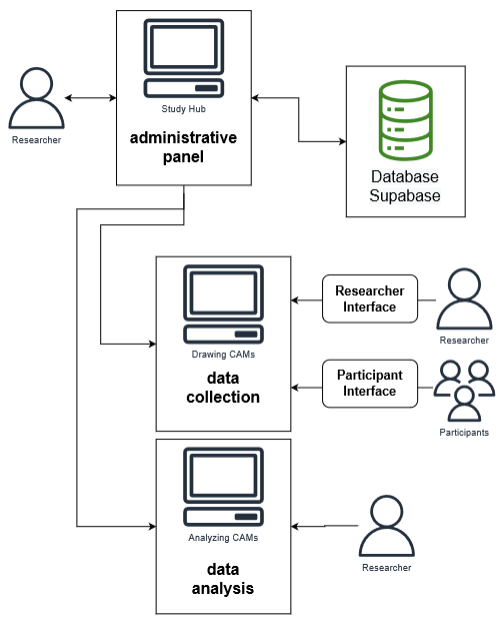 Study Hub
administrative
panel
Researcher
Database
Supabase
Drawing CAMs
data
collection
Researcher
Interface
Researcher
Participant
Interface
Participants
Analyzing CAMs
data
analysis
Researcher